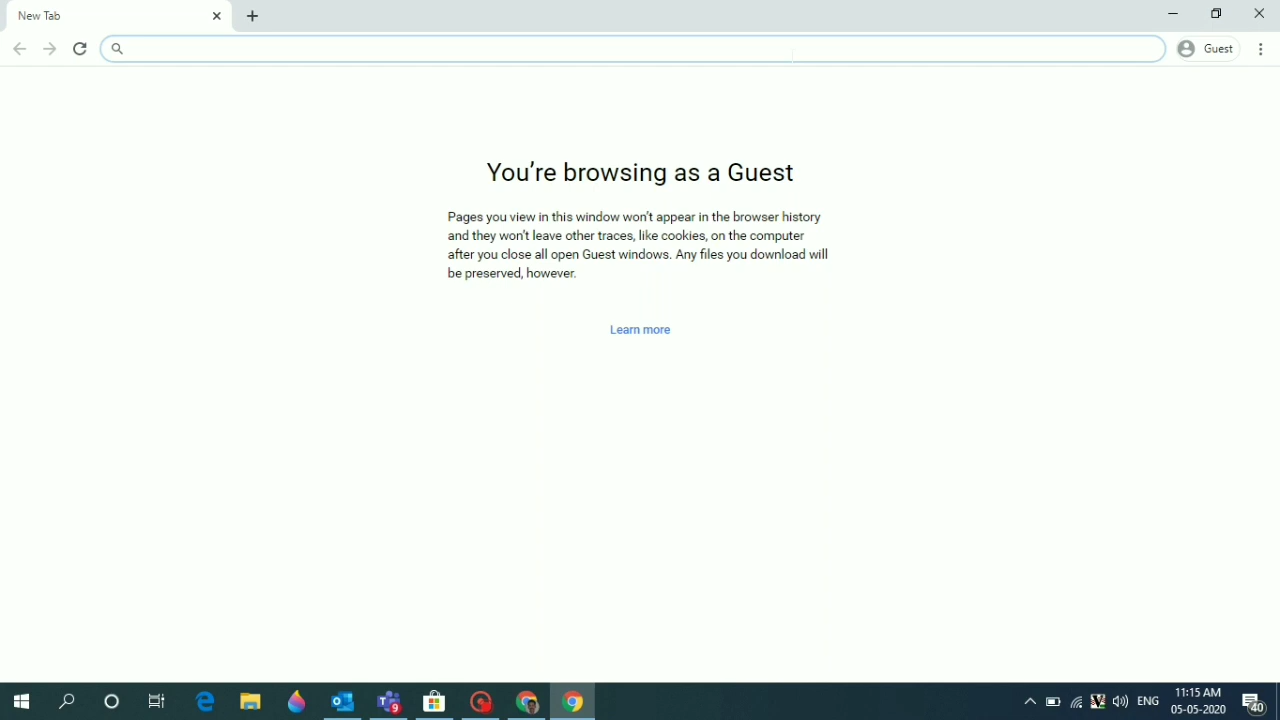 New Tab
Guest
You're browsing as a Guest
Pages you view in this window won't appear in the browser history
and they won't leave other traces, like cookies, on the computer
after you close all open Guest windows. Any files you download will
be preserved, however.
Learn more
9
ENG
11:15 AM
05-05-2020
40